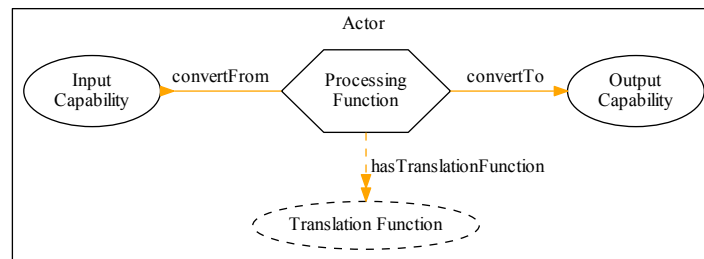 Actor
Input
Capability
convertFrom
Processing
Function
convertTo
Output
Capability
hasTranslationFunction
Translation Function